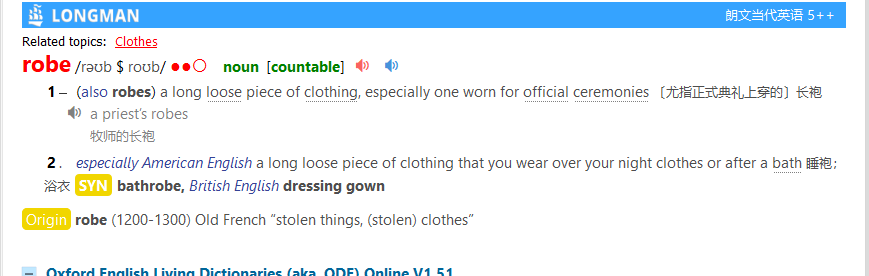 LONGMAN 朗文当代英语 5++
Related topics: Clothes
robe /rəʊb $ roʊb/ ●●○ noun [countable]
1 – (also robes) a long loose piece of clothing, especially one worn for official ceremonies 〔尤指正式典礼上穿的〕长袍
a priest’s robes
牧师的长袍
2 . especially American English a long loose piece of clothing that you wear over your night clothes or after a bath 睡袍;
浴衣 SYN bathrobe, British English dressing gown
Origin robe (1200-1300) Old French “stolen things, (stolen) clothes”
Oxford English Living Dictionaries (aka. ODE) Online V1.51